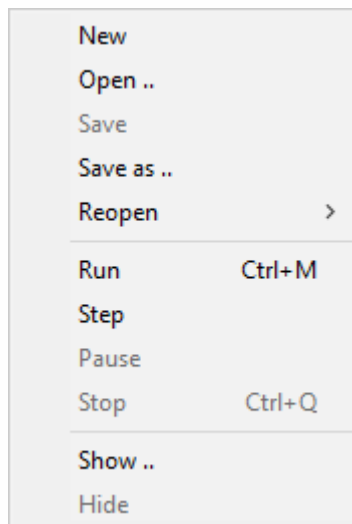 New
Open ..
Save
Save as ..
Reopen
Run Ctrl+M
Step
Pause
Stop Ctrl+Q
Show ..
Hide